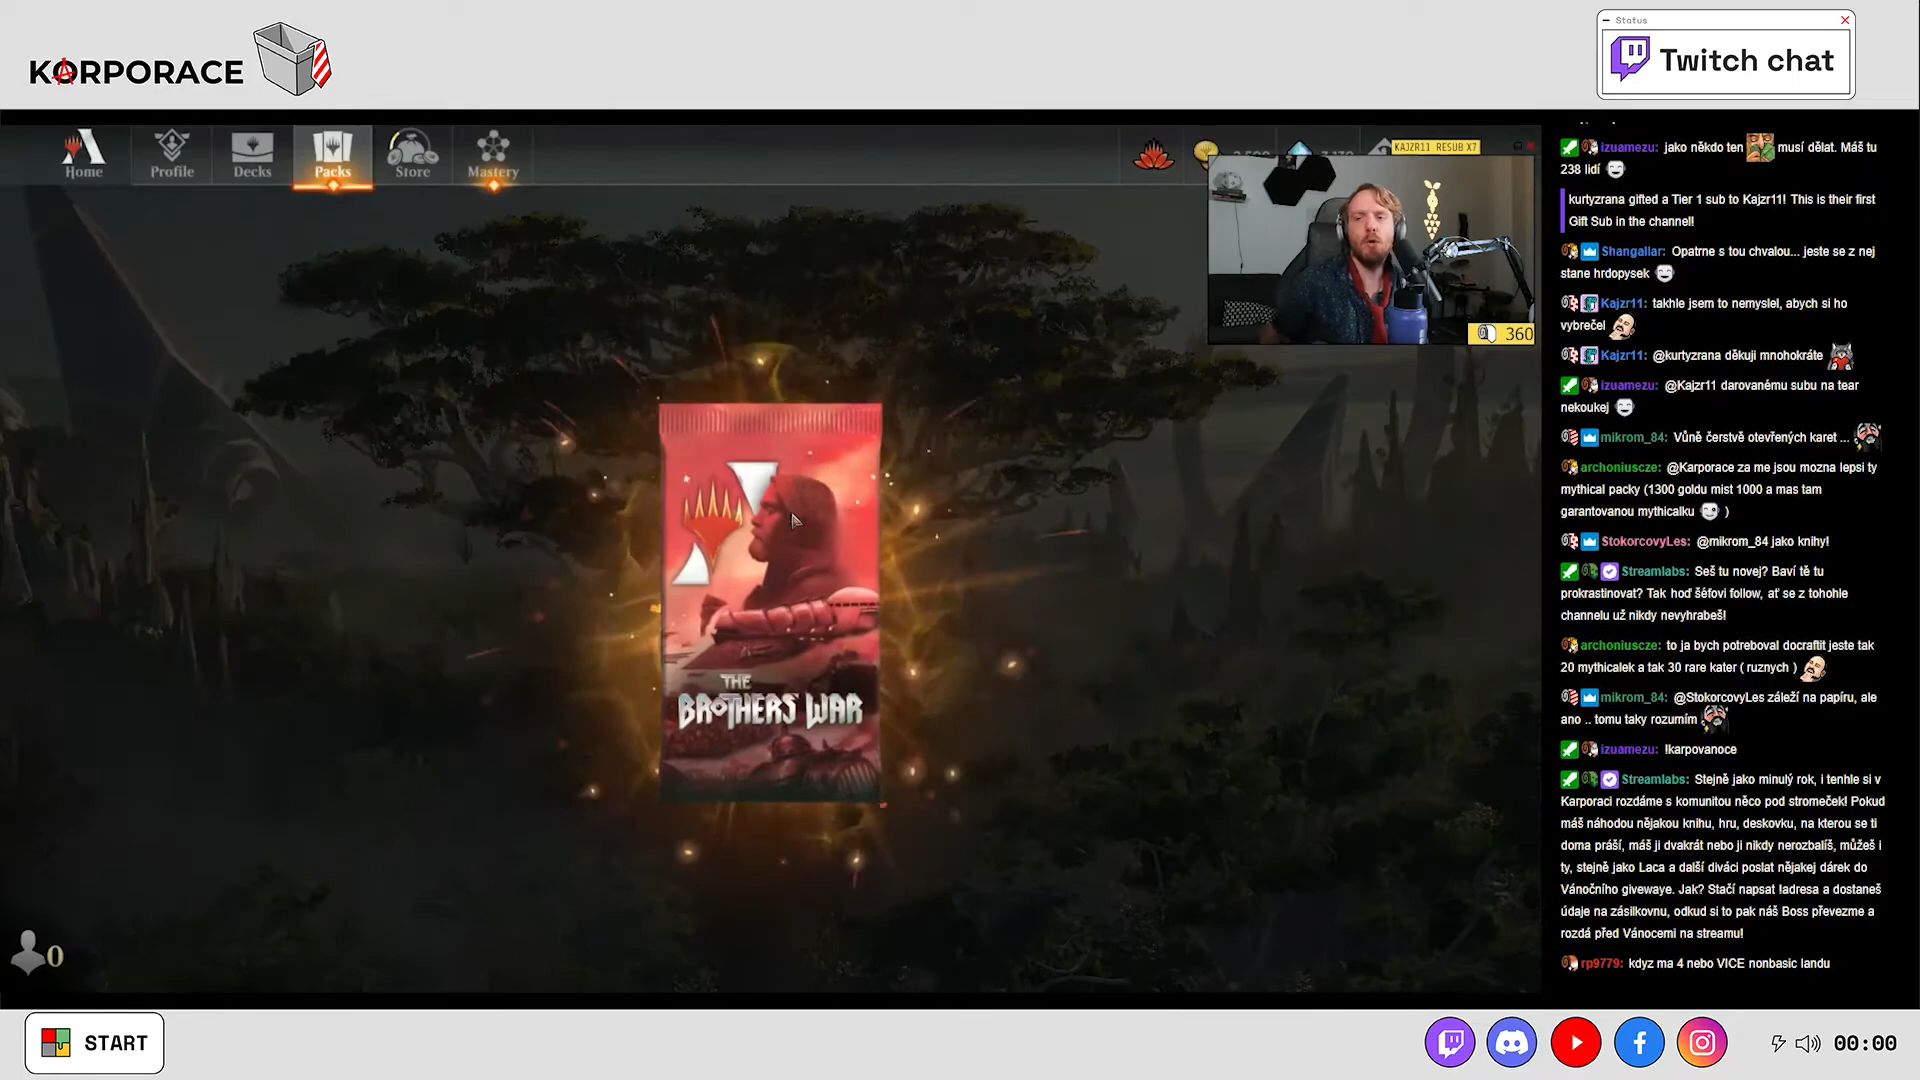 KARPORACE
Status
Twitch chat
Home
Profile
Decks
Packs
Store
Mastery
KAJZR11 RESUB X7
360
THE
BROTHERS' WAR
0
izuamezu: jako někdo ten musí dělat. Máš tu
238 lidí
kurtyzrana gifted a Tier 1 sub to Kajzr11! This is their first
Gift Sub in the channel!
Shangallar: Opatrne s tou chvalou... jeste se z nej
stane hrdopysek
Kajzr11: takhle jsem to nemyslel, abych si ho
vybrečel
Kajzr11: @kurtyzrana děkuji mnohokráte
izuamezu: @Kajzr11 darovanému subu na tear
nekoukej
mikrom_84: Vůně čerstvě otevřených karet ...
archoniuscze: @Karporace za me jsou mozna lepsi ty
mythical packy (1300 goldu mist 1000 a mas tam
garantovanou mythicalku )
StokorcovyLes: @mikrom_84 jako knihy!
Streamlabs: Seš tu novej? Baví tě tu
prokrastinovat? Tak hoď šéfovi follow, ať se z tohohle
channelu už nikdy nevyhrabeš!
archoniuscze: to ja bych potreboval docraftit jeste tak
20 mythicalek a tak 30 rare kater ( ruznych )
mikrom_84: @StokorcovyLes záleží na papíru, ale
ano .. tomu taky rozumím
izuamezu: !karpovanoce
Streamlabs: Stejně jako minulý rok, i tenhle si v
Karporaci rozdáme s komunitou něco pod stromeček! Pokud
máš náhodou nějakou knihu, hru, deskovku, na kterou se ti
doma práší, máš ji dvakrát nebo ji nikdy nerozbalíš, můžeš i
ty, stejně jako Laca a další diváci poslat nějakej dárek do
Vánočního givewaye. Jak? Stačí napsat !adresa a dostaneš
údaje na zásilkovnu, odkud si to pak náš Boss převezme a
rozdá před Vánocemi na streamu!
rp9779: kdyz ma 4 nebo VICE nonbasic landu
START
00:00